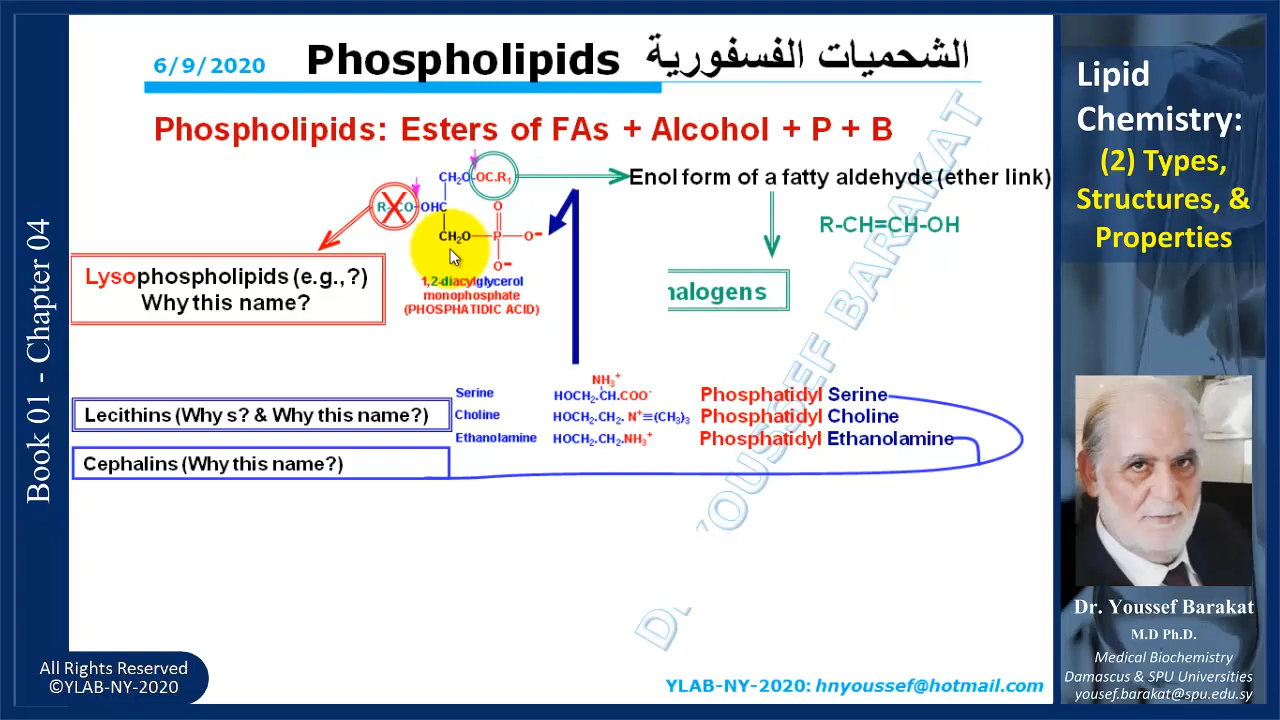 Book 01 - Chapter 04
6/9/2020
Phospholipids الشحميات الفسفورية
Phospholipids: Esters of FAs + Alcohol + P + B
CH₂O-OC.R₁
Enol form of a fatty aldehyde (ether link)
R-CO-OHC
O
R-CH=CH-OH
CH₂O-P-O-
O-
1,2-diacylglycerol
monophosphate
(PHOSPHATIDIC ACID)
Lysophospholipids (e.g., ?)
Why this name?
nalogens
Lecithins (Why s? & Why this name?)
Cephalins (Why this name?)
NH₃⁺
Serine HOCH₂.CH.COO⁻ Phosphatidyl Serine
Choline HOCH₂.CH₂. N⁺≡(CH₃)₃ Phosphatidyl Choline
Ethanolamine HOCH₂.CH₂.NH₃⁺ Phosphatidyl Ethanolamine
YOUSSEF BARAKAT
YLAB-NY-2020: hnyoussef@hotmail.com
All Rights Reserved
©YLAB-NY-2020
Lipid
Chemistry:
(2) Types,
Structures, &
Properties
Dr. Youssef Barakat
M.D Ph.D.
Medical Biochemistry
Damascus & SPU Universities
yousef.barakat@spu.edu.sy